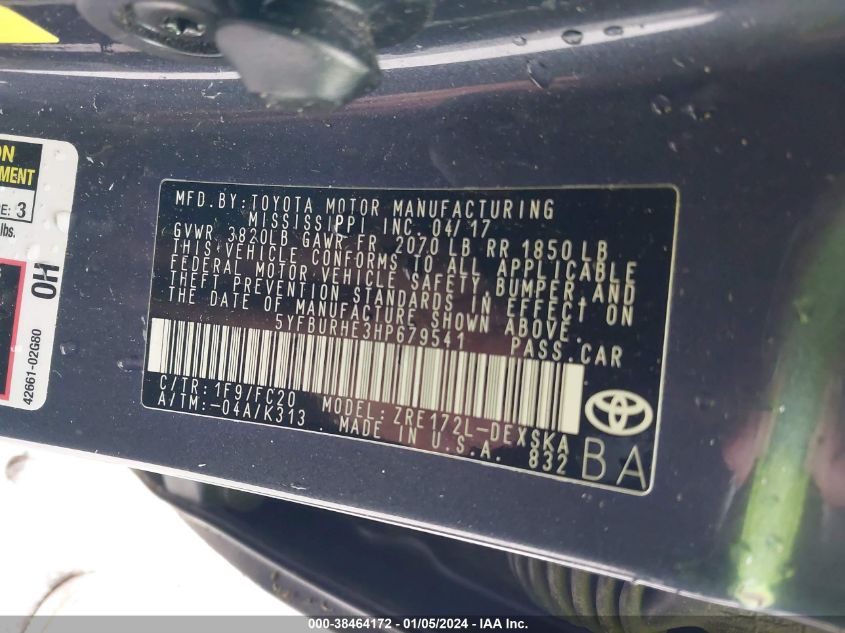 ON
MENT
E: 3
lbs.
OH
42661-02G80
MFD. BY: TOYOTA MOTOR MANUFACTURING
MISSISSIPPI INC. 04/17
GVWR 3820LB GAWR FR 2070 LB RR 1850 LB
THIS VEHICLE CONFORMS TO ALL APPLICABLE
FEDERAL MOTOR VEHICLE SAFETY, BUMPER, AND
THEFT PREVENTION STANDARDS IN EFFECT ON
THE DATE OF MANUFACTURE SHOWN ABOVE.
5YFBURHE3HP679541 PASS.CAR
C/TR: 1F9/FC20
A/TM: -04A/K313
MODEL: ZRE172L-DEXSKA
MADE IN U.S.A. 832
BA
000-38464172 - 01/05/2024 - © IAA Inc.